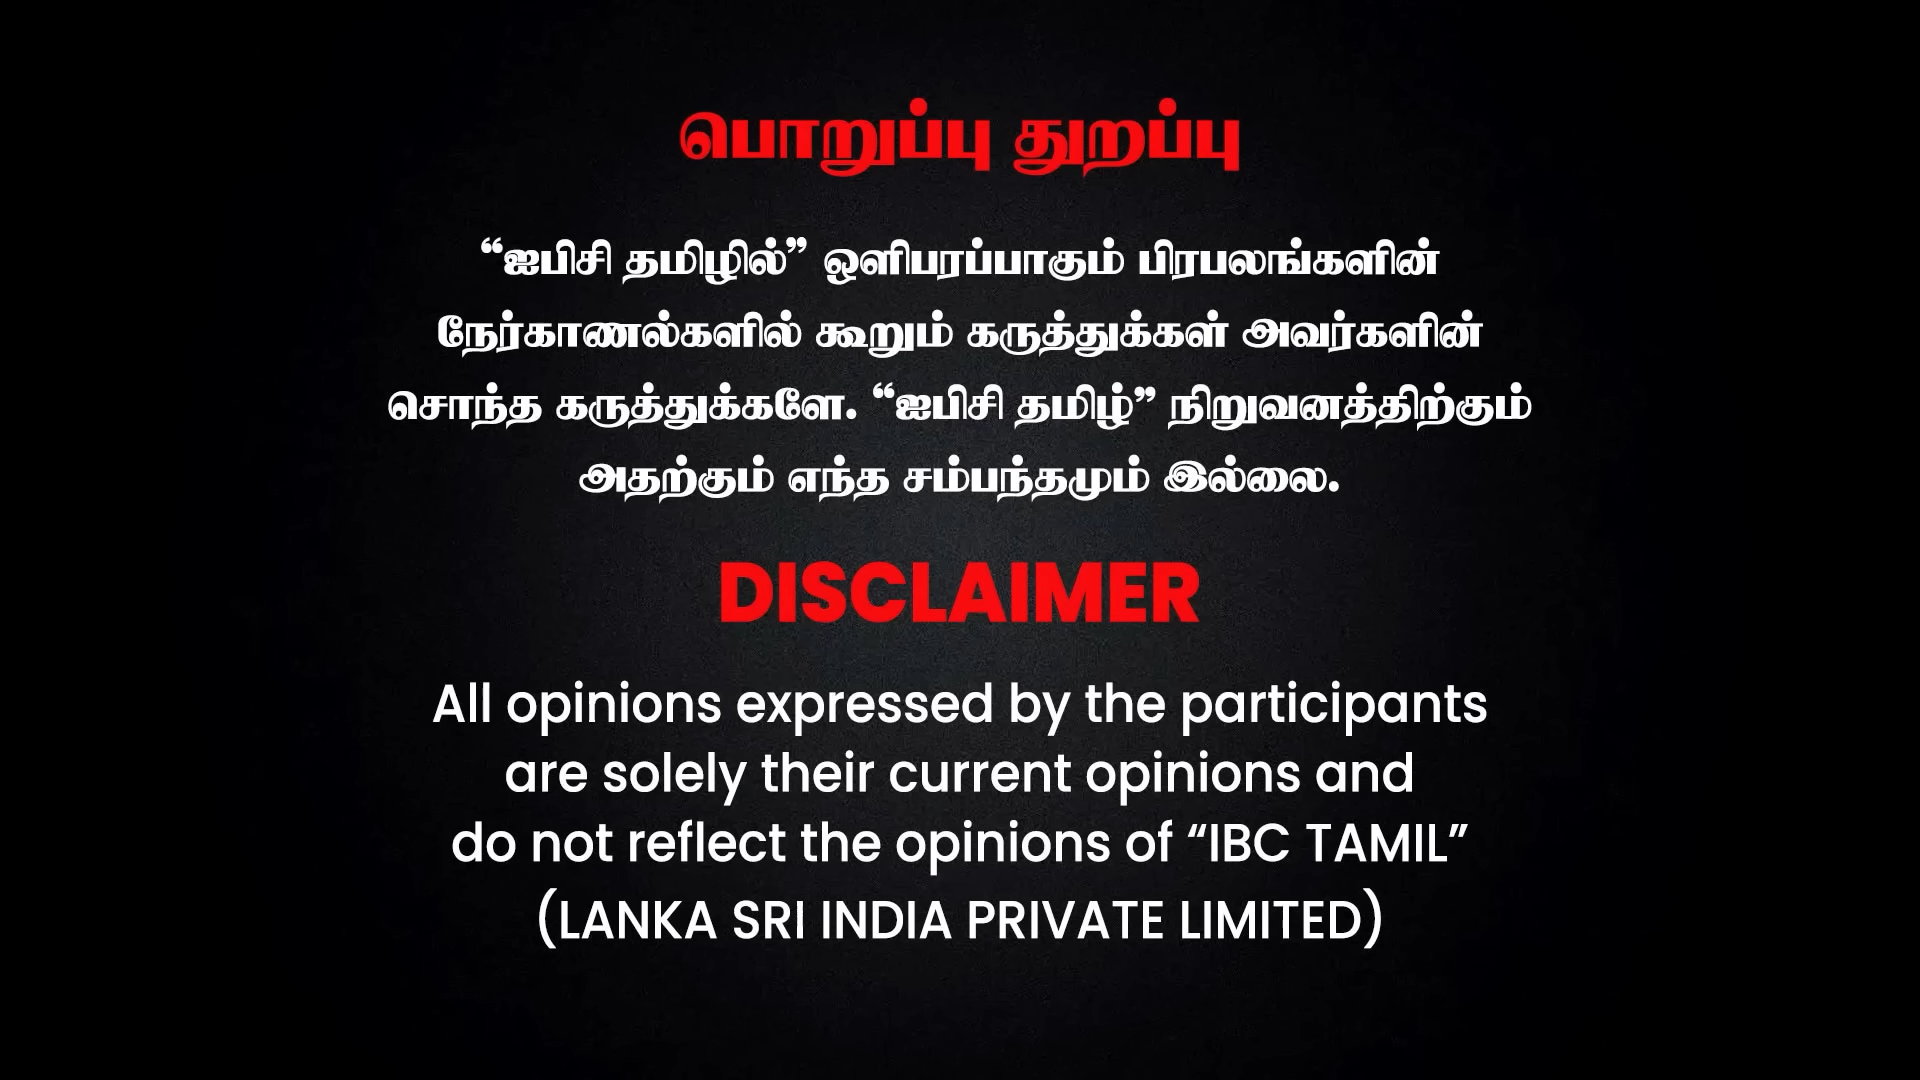 பொறுப்பு துறப்பு
“ஐபிசி தமிழில்” ஒளிபரப்பாகும் பிரபலங்களின்
நேர்காணல்களில் கூறும் கருத்துக்கள் அவர்களின்
சொந்த கருத்துக்களே. “ஐபிசி தமிழ்” நிறுவனத்திற்கும்
அதற்கும் எந்த சம்பந்தமும் இல்லை.
DISCLAIMER
All opinions expressed by the participants
are solely their current opinions and
do not reflect the opinions of “IBC TAMIL”
(LANKA SRI INDIA PRIVATE LIMITED)